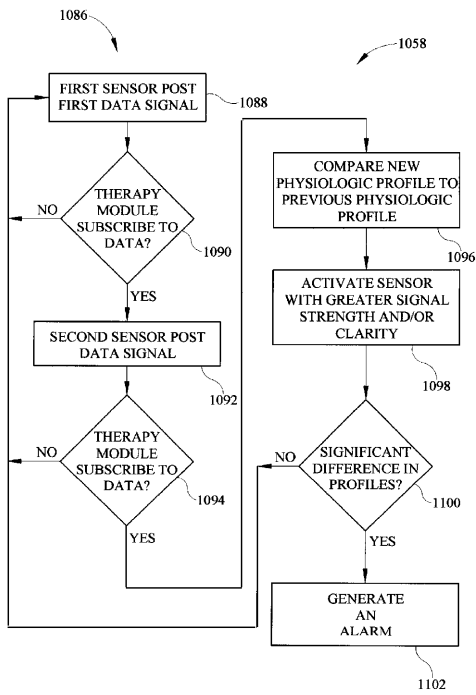 1086
FIRST SENSOR POST
FIRST DATA SIGNAL
1088
THERAPY
MODULE
SUBSCRIBE TO
DATA?
NO
1090
YES
SECOND SENSOR POST
DATA SIGNAL
1092
THERAPY
MODULE
SUBSCRIBE TO
DATA?
NO
1094
YES
1058
COMPARE NEW
PHYSIOLOGIC PROFILE TO
PREVIOUS PHYSIOLOGIC
PROFILE
1096
ACTIVATE SENSOR
WITH GREATER SIGNAL
STRENGTH AND/OR
CLARITY
1098
SIGNIFICANT
DIFFERENCE IN
PROFILES?
NO
1100
YES
GENERATE
AN
ALARM
1102